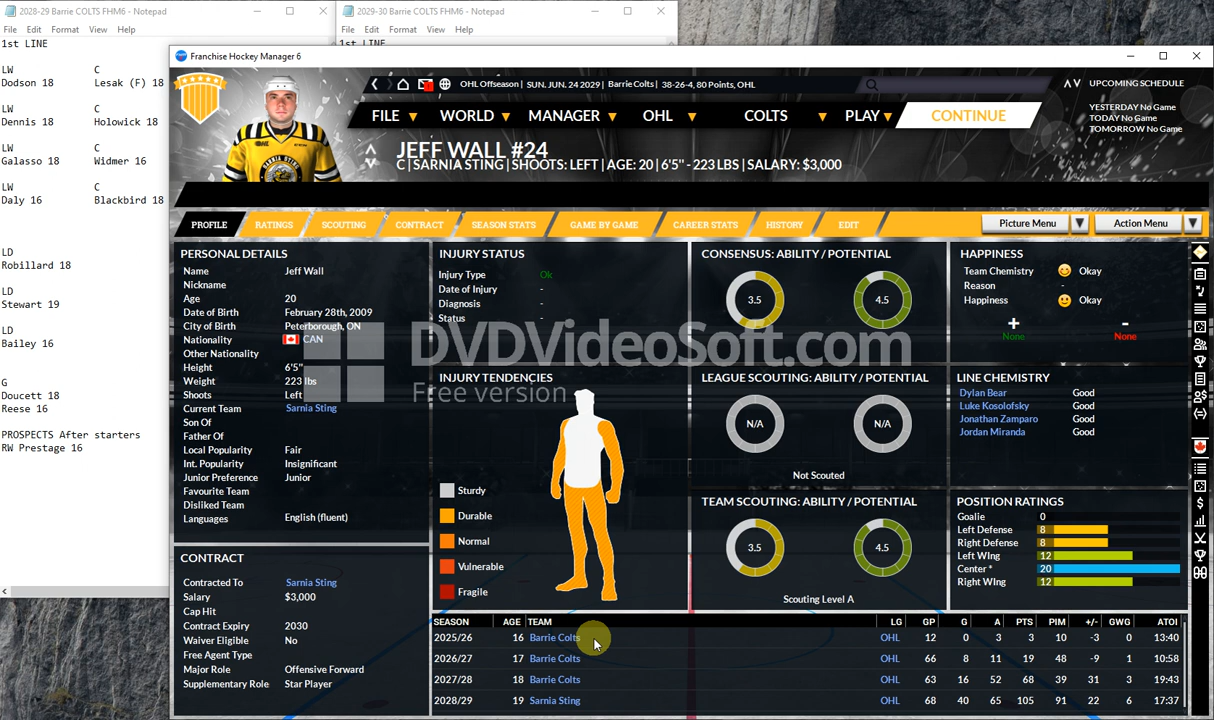 2028-29 Barrie COLTS FHM6 - Notepad
2029-30 Barrie COLTS FHM6 - Notepad
File Edit Format View Help
File Edit Format View Help
1st LINE
1st LINE
LW C
Dodson 18 Lesak (F) 18
LW C
Dennis 18 Holowick 18
LW C
Galasso 18 Widmer 16
LW C
Daly 16 Blackbird 18
LD
Robillard 18
LD
Stewart 19
LD
Bailey 16
G
Doucett 18
Reese 16
PROSPECTS After starters
RW Prestage 16
Franchise Hockey Manager 6
OHL Offseason | SUN. JUN. 24 2029 | Barrie Colts | 38-26-4, 80 Points, OHL
UPCOMING SCHEDULE
YESTERDAY No Game
TODAY No Game
TOMORROW No Game
FILE WORLD MANAGER OHL COLTS PLAY CONTINUE
JEFF WALL #24
C | SARNIA STING | SHOOTS: LEFT | AGE: 20 | 6'5" - 223 LBS | SALARY: $3,000
PROFILE RATINGS SCOUTING CONTRACT SEASON STATS GAME BY GAME CAREER STATS HISTORY EDIT Picture Menu Action Menu
PERSONAL DETAILS
Name Jeff Wall
Nickname
Age 20
Date of Birth February 28th, 2009
City of Birth Peterborough, ON
Nationality CAN
Other Nationality
Height 6'5"
Weight 223 lbs
Shoots Left
Current Team Sarnia Sting
Son Of
Father Of
Local Popularity Fair
Int. Popularity Insignificant
Junior Preference Junior
Favourite Team
Disliked Team
Languages English (fluent)
CONTRACT
Contracted To Sarnia Sting
Salary $3,000
Cap Hit
Contract Expiry 2030
Waiver Eligible No
Free Agent Type
Major Role Offensive Forward
Supplementary Role Star Player
INJURY STATUS
Injury Type Ok
Date of Injury -
Diagnosis -
Status -
INJURY TENDENCIES
Sturdy
Durable
Normal
Vulnerable
Fragile
CONSENSUS: ABILITY / POTENTIAL
3.5 4.5
LEAGUE SCOUTING: ABILITY / POTENTIAL
N/A N/A
Not Scouted
TEAM SCOUTING: ABILITY / POTENTIAL
3.5 4.5
Scouting Level A
HAPPINESS
Team Chemistry Okay
Reason -
Happiness Okay
+ -
None None
LINE CHEMISTRY
Dylan Bear Good
Luke Kosolofsky Good
Jonathan Zamparo Good
Jordan Miranda Good
POSITION RATINGS
Goalie 0
Left Defense 8
Right Defense 8
Left Wing 12
Center * 20
Right Wing 12
DVDVideoSoft.com
Free version
SEASON AGE TEAM LG GP G A PTS PIM +/- GWG ATOI
2025/26 16 Barrie Colts OHL 12 0 3 3 10 -3 0 13:40
2026/27 17 Barrie Colts OHL 66 8 11 19 48 -9 1 10:58
2027/28 18 Barrie Colts OHL 63 16 52 68 39 31 3 19:43
2028/29 19 Sarnia Sting OHL 68 40 65 105 91 22 6 17:37